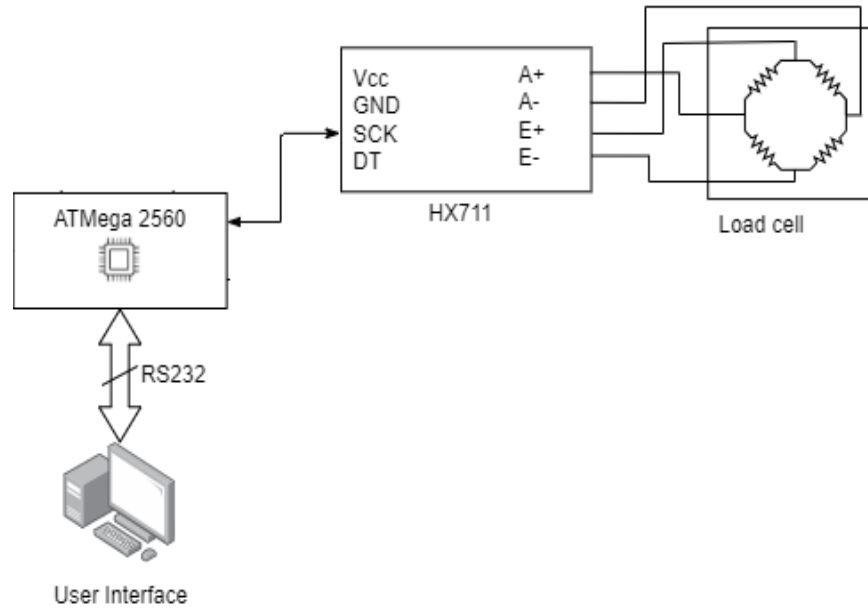 Vcc
GND
SCK
DT
A+
A-
E+
E-
HX711
Load cell
ATMega 2560
RS232
User Interface